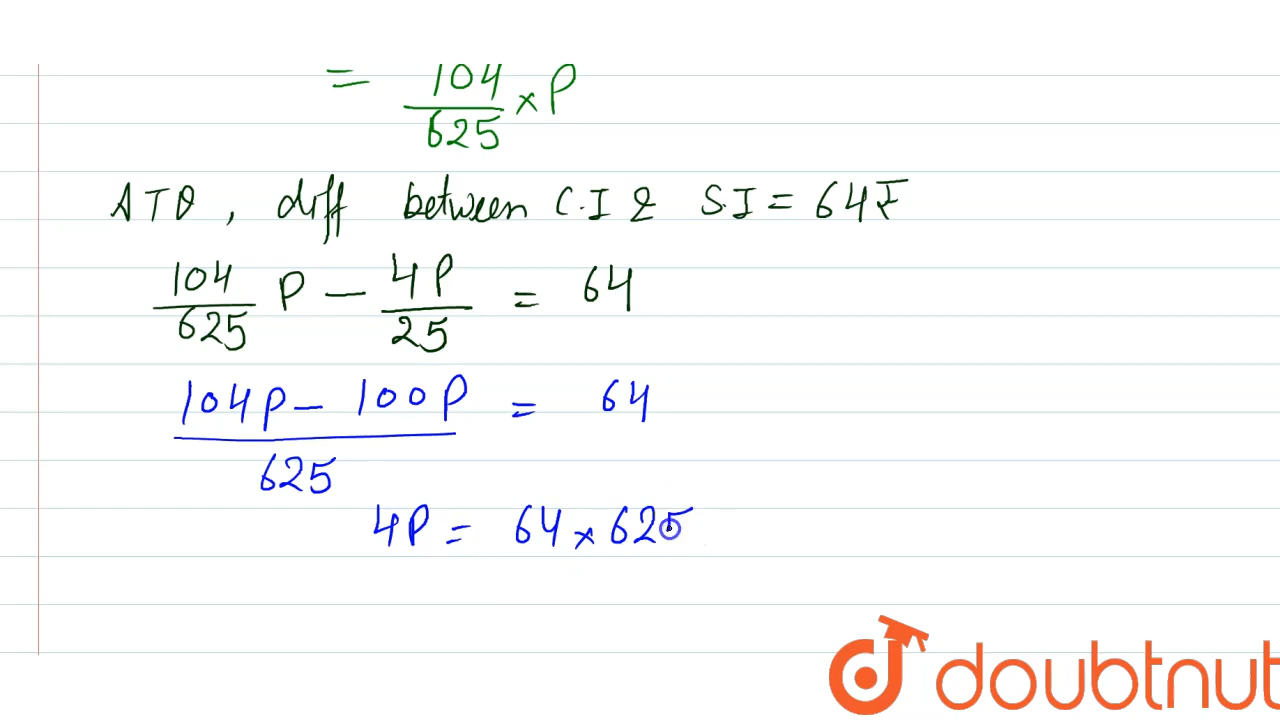 = 104/625 × P
ATQ, diff between C.I & S.I = 64₹
104/625 P - 4P/25 = 64
104P - 100P / 625 = 64
4P = 64 × 625
doubtnut